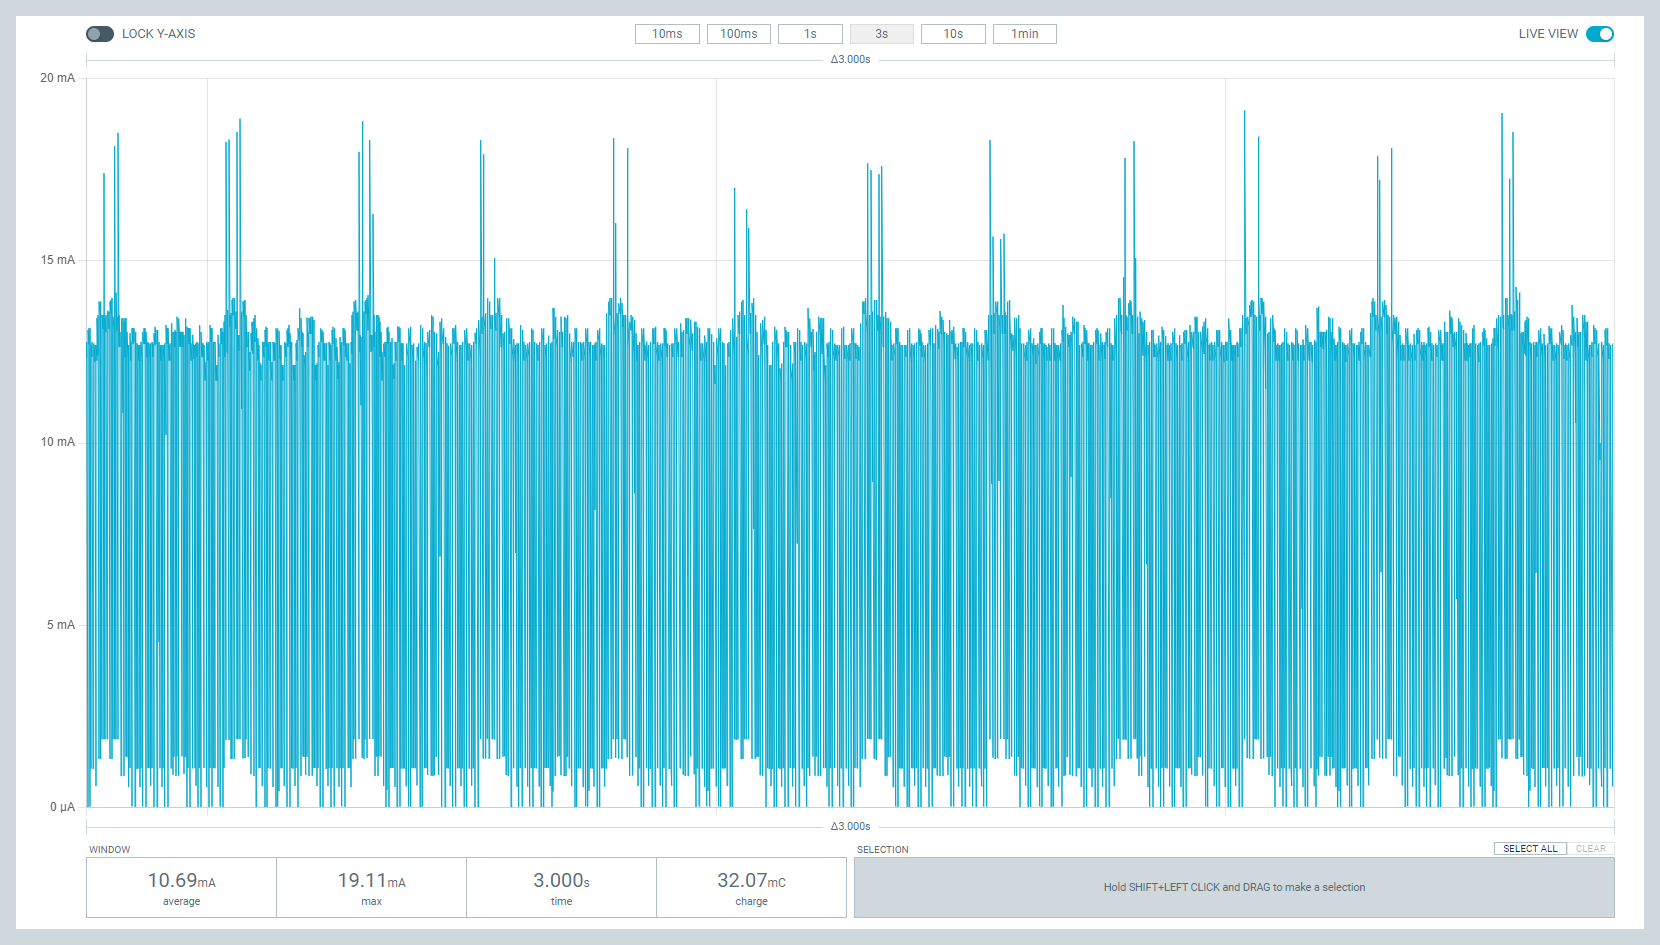 LOCK Y-AXIS 10ms 100ms 1s 3s 10s 1min LIVE VIEW
Δ3.000s
20 mA
15 mA
10 mA
5 mA
0 µA
Δ3.000s
WINDOW SELECTION SELECT ALL CLEAR
10.69mA 19.11mA 3.000s 32.07mC
average max time charge
Hold SHIFT+LEFT CLICK and DRAG to make a selection